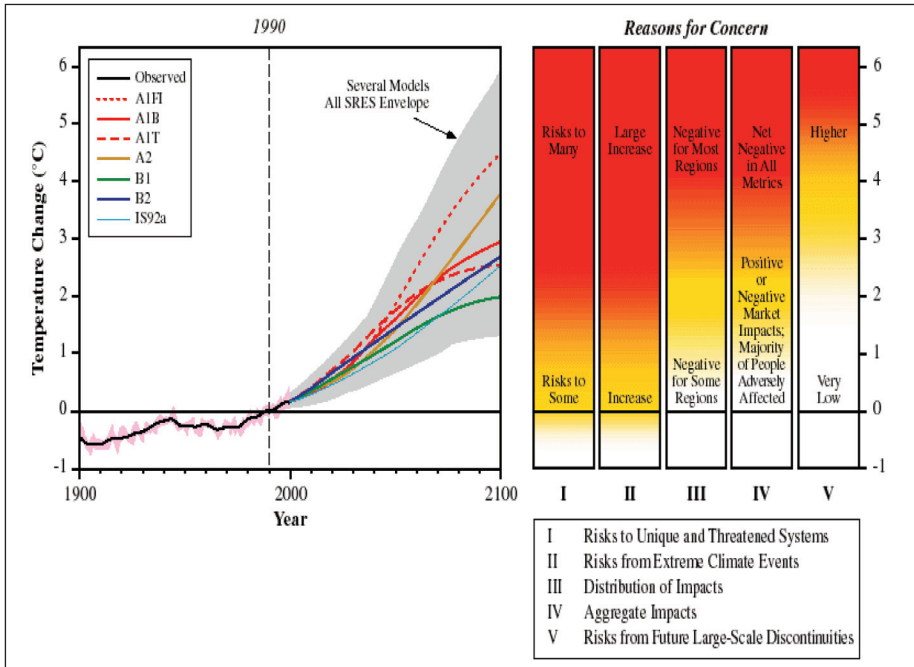 1990
Reasons for Concern
6
5
4
3
2
1
0
-1
Temperature Change (°C)
Observed
A1FI
A1B
A1T
A2
B1
B2
IS92a
Several Models
All SRES Envelope
1900
2000
2100
Year
Risks to
Many
Risks to
Some
Large
Increase
Increase
Negative
for Most
Regions
Negative
for Some
Regions
Net
Negative
in All
Metrics
Positive
or
Negative
Market
Impacts;
Majority
of People
Adversely
Affected
Higher
Very
Low
6
5
4
3
2
1
0
-1
I
II
III
IV
V
I Risks to Unique and Threatened Systems
II Risks from Extreme Climate Events
III Distribution of Impacts
IV Aggregate Impacts
V Risks from Future Large-Scale Discontinuities